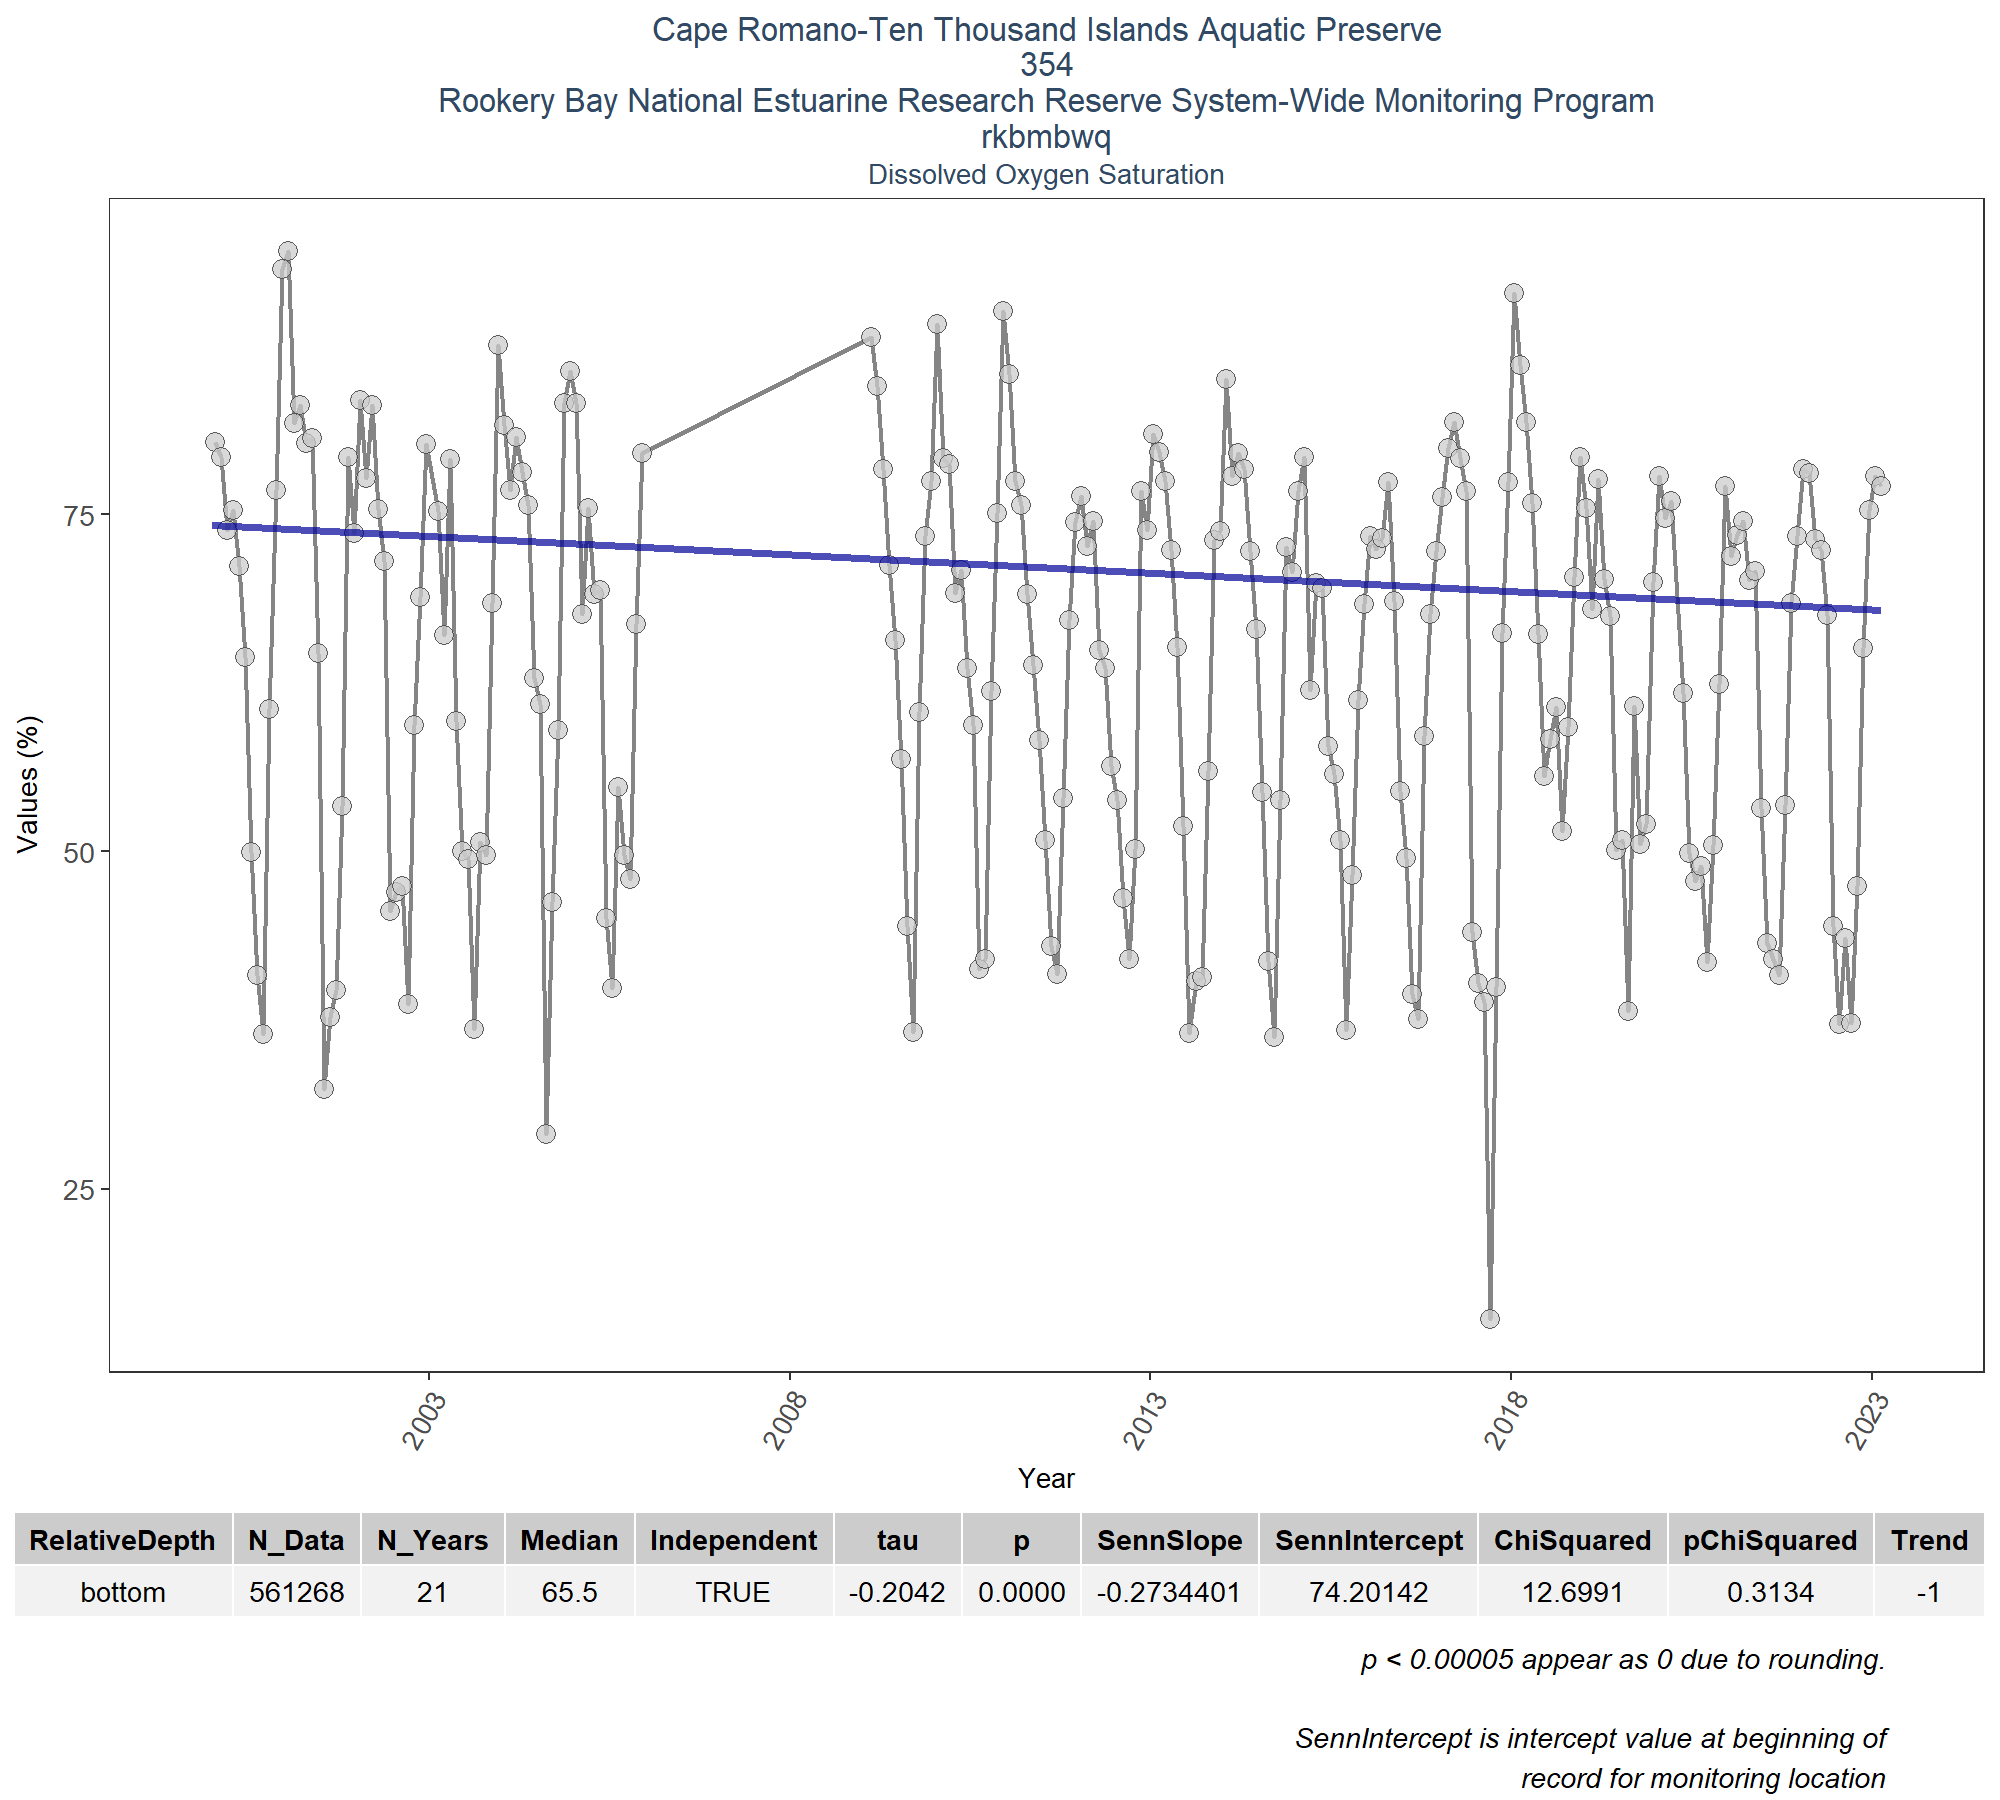 Cape Romano-Ten Thousand Islands Aquatic Preserve
354
Rookery Bay National Estuarine Research Reserve System-Wide Monitoring Program
rkbmbwq
Dissolved Oxygen Saturation
Values (%)
75
50
25
2003
2008
2013
2018
2023
Year
RelativeDepth N_Data N_Years Median Independent tau p SennSlope SennIntercept ChiSquared pChiSquared Trend
bottom 561268 21 65.5 TRUE -0.2042 0.0000 -0.2734401 74.20142 12.6991 0.3134 -1
p < 0.00005 appear as 0 due to rounding.
SennIntercept is intercept value at beginning of
record for monitoring location